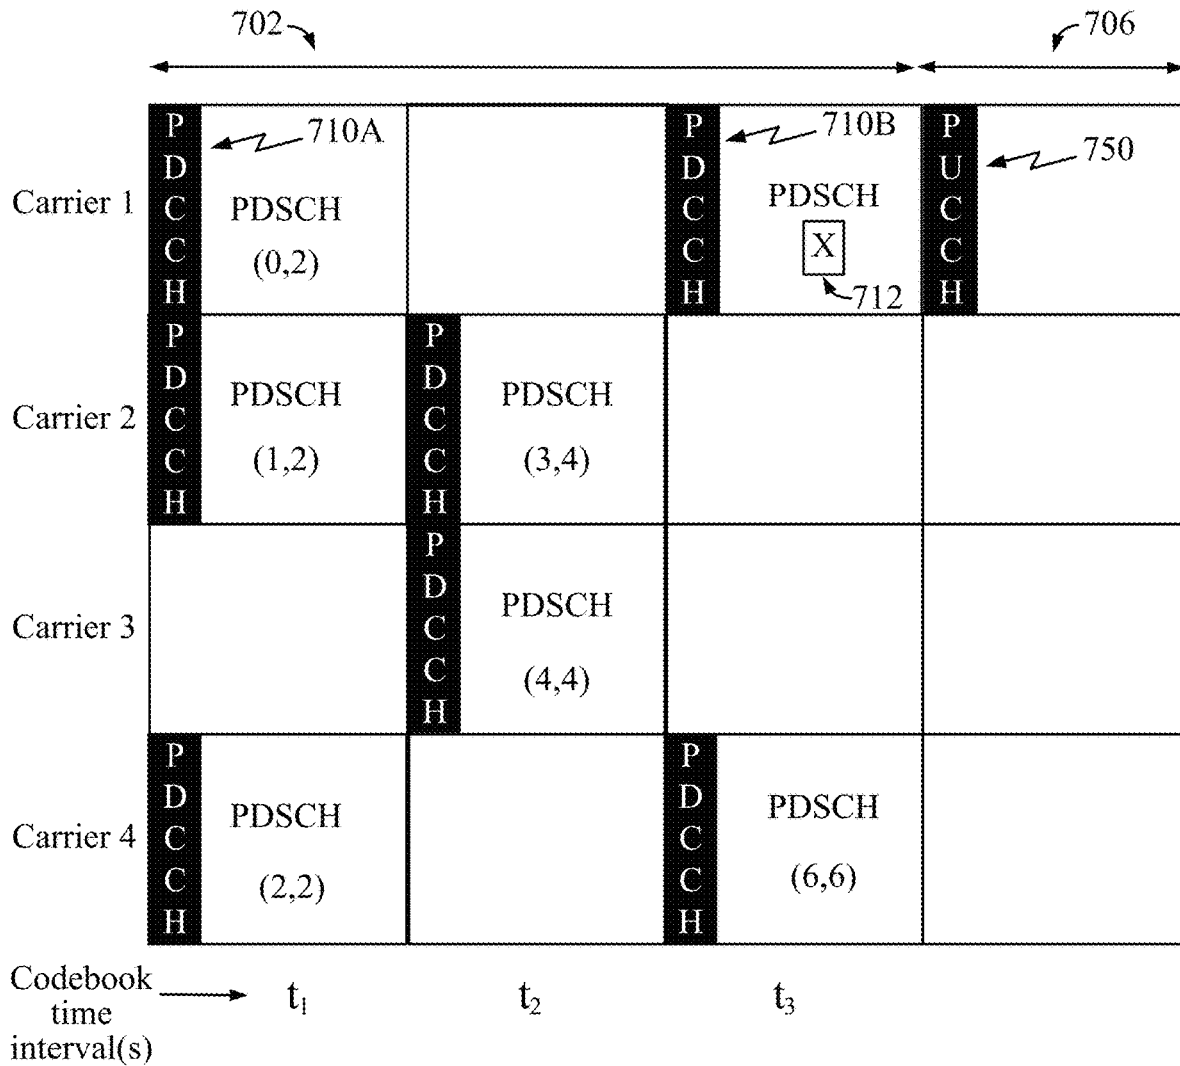 702
706
P
D
C
C
H
710A
PDSCH
(0,2)
P
D
C
C
H
710B
PDSCH
X
712
P
U
C
C
H
750
Carrier 1
P
D
C
C
H
PDSCH
(1,2)
P
D
C
C
H
PDSCH
(3,4)
Carrier 2
P
D
C
C
H
PDSCH
(4,4)
Carrier 3
P
D
C
C
H
PDSCH
(2,2)
P
D
C
C
H
PDSCH
(6,6)
Carrier 4
Codebook
time
interval(s)
t1
t2
t3